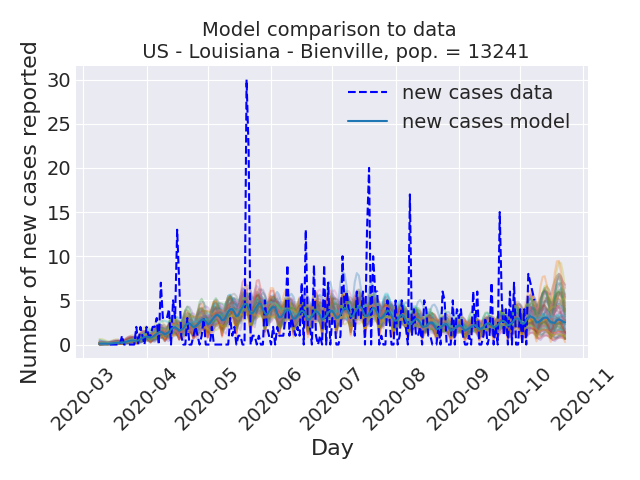 Model comparison to data
US - Louisiana - Bienville, pop. = 13241
Number of new cases reported
30
25
20
15
10
5
0
new cases data
new cases model
2020-03
2020-04
2020-05
2020-06
2020-07
2020-08
2020-09
2020-10
2020-11
Day